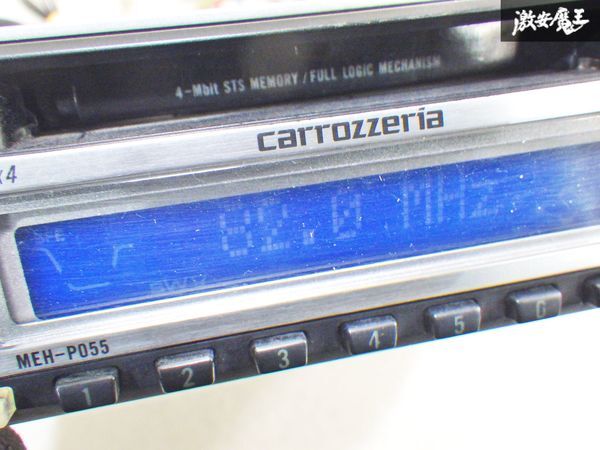 激安魔王
4-Mbit STS MEMORY / FULL LOGIC MECHANISM
carrozzeria
x4
82.0 MHz
MEH-P055
1 2 3 4 5 6